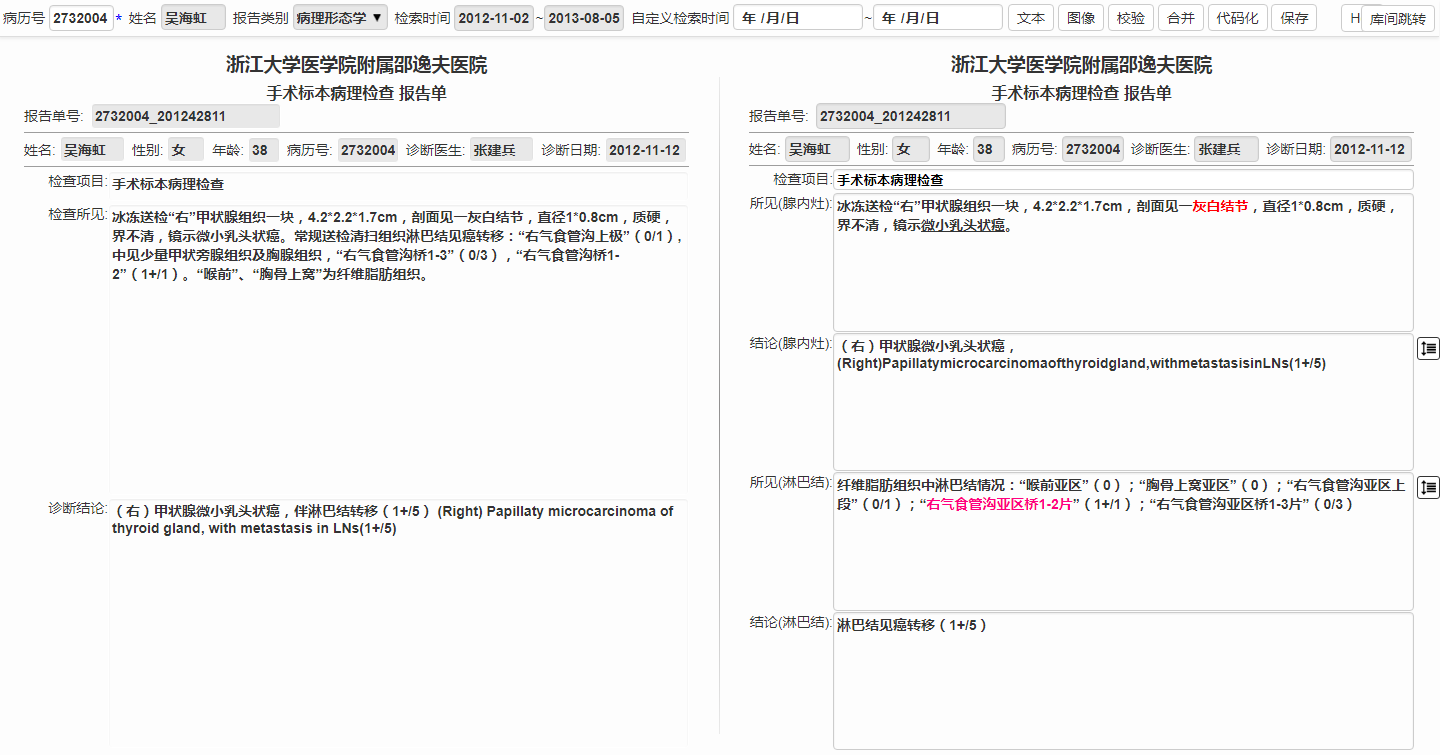 病历号 2732004 * 姓名 吴海虹 报告类别 病理形态学 ▼ 检索时间 2012-11-02 ~ 2013-08-05 自定义检索时间 年 /月/日 ~ 年 /月/日 文本 图像 校验 合并 代码化 保存 H 库间跳转
浙江大学医学院附属邵逸夫医院
手术标本病理检查 报告单
报告单号: 2732004_201242811
姓名: 吴海虹 性别: 女 年龄: 38 病历号: 2732004 诊断医生: 张建兵 诊断日期: 2012-11-12
检查项目: 手术标本病理检查
检查所见: 冰冻送检“右”甲状腺组织一块，4.2*2.2*1.7cm，剖面见一灰白结节，直径1*0.8cm，质硬，
界不清，镜示微小乳头状癌。常规送检清扫组织淋巴结见癌转移：“右气食管沟上极”（0/1),
中见少量甲状旁腺组织及胸腺组织，“右气食管沟桥1-3”（0/3），“右气食管沟桥1-
2”（1+/1）。“喉前”、“胸骨上窝”为纤维脂肪组织。
诊断结论: （右）甲状腺微小乳头状癌，伴淋巴结转移（1+/5） (Right) Papillaty microcarcinoma of
thyroid gland, with metastasis in LNs(1+/5)
浙江大学医学院附属邵逸夫医院
手术标本病理检查 报告单
报告单号: 2732004_201242811
姓名: 吴海虹 性别: 女 年龄: 38 病历号: 2732004 诊断医生: 张建兵 诊断日期: 2012-11-12
检查项目: 手术标本病理检查
所见(腺内灶): 冰冻送检“右”甲状腺组织一块，4.2*2.2*1.7cm，剖面见一灰白结节，直径1*0.8cm，质硬，
界不清，镜示微小乳头状癌。
结论(腺内灶): （右）甲状腺微小乳头状癌，
(Right)Papillatymicrocarcinomaofthyroidgland,withmetastasisinLNs(1+/5)
所见(淋巴结): 纤维脂肪组织中淋巴结情况：“喉前亚区”（0）；“胸骨上窝亚区”（0）；“右气食管沟亚区上
段”（0/1）；“右气食管沟亚区桥1-2片”（1+/1）；“右气食管沟亚区桥1-3片”（0/3）
结论(淋巴结): 淋巴结见癌转移（1+/5）